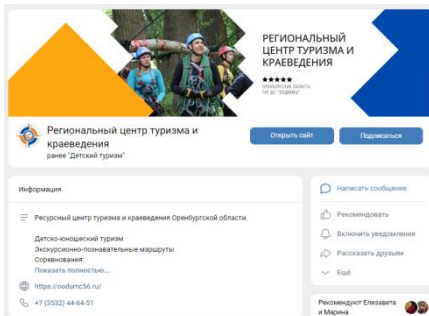 РЕГИОНАЛЬНЫЙ
ЦЕНТР ТУРИЗМА И
КРАЕВЕДЕНИЯ
ОРЕНБУРГСКАЯ ОБЛАСТЬ
Региональный центр туризма и
краеведения
ранее "Детский туризм"
Открыть сайт
Подписаться
Информация
Ресурсный центр туризма и краеведения Оренбургской области.
Детско-юношеский туризм
Экскурсионно-познавательные маршруты
Соревнования:
Показать полностью...
https://oodumc56.ru/
+7 (3532) 44-64-51
Написать сообщение
Рекомендовать
Включить уведомления
Рассказать друзьям
Ещё
Рекомендуют Елизавета
и Марина